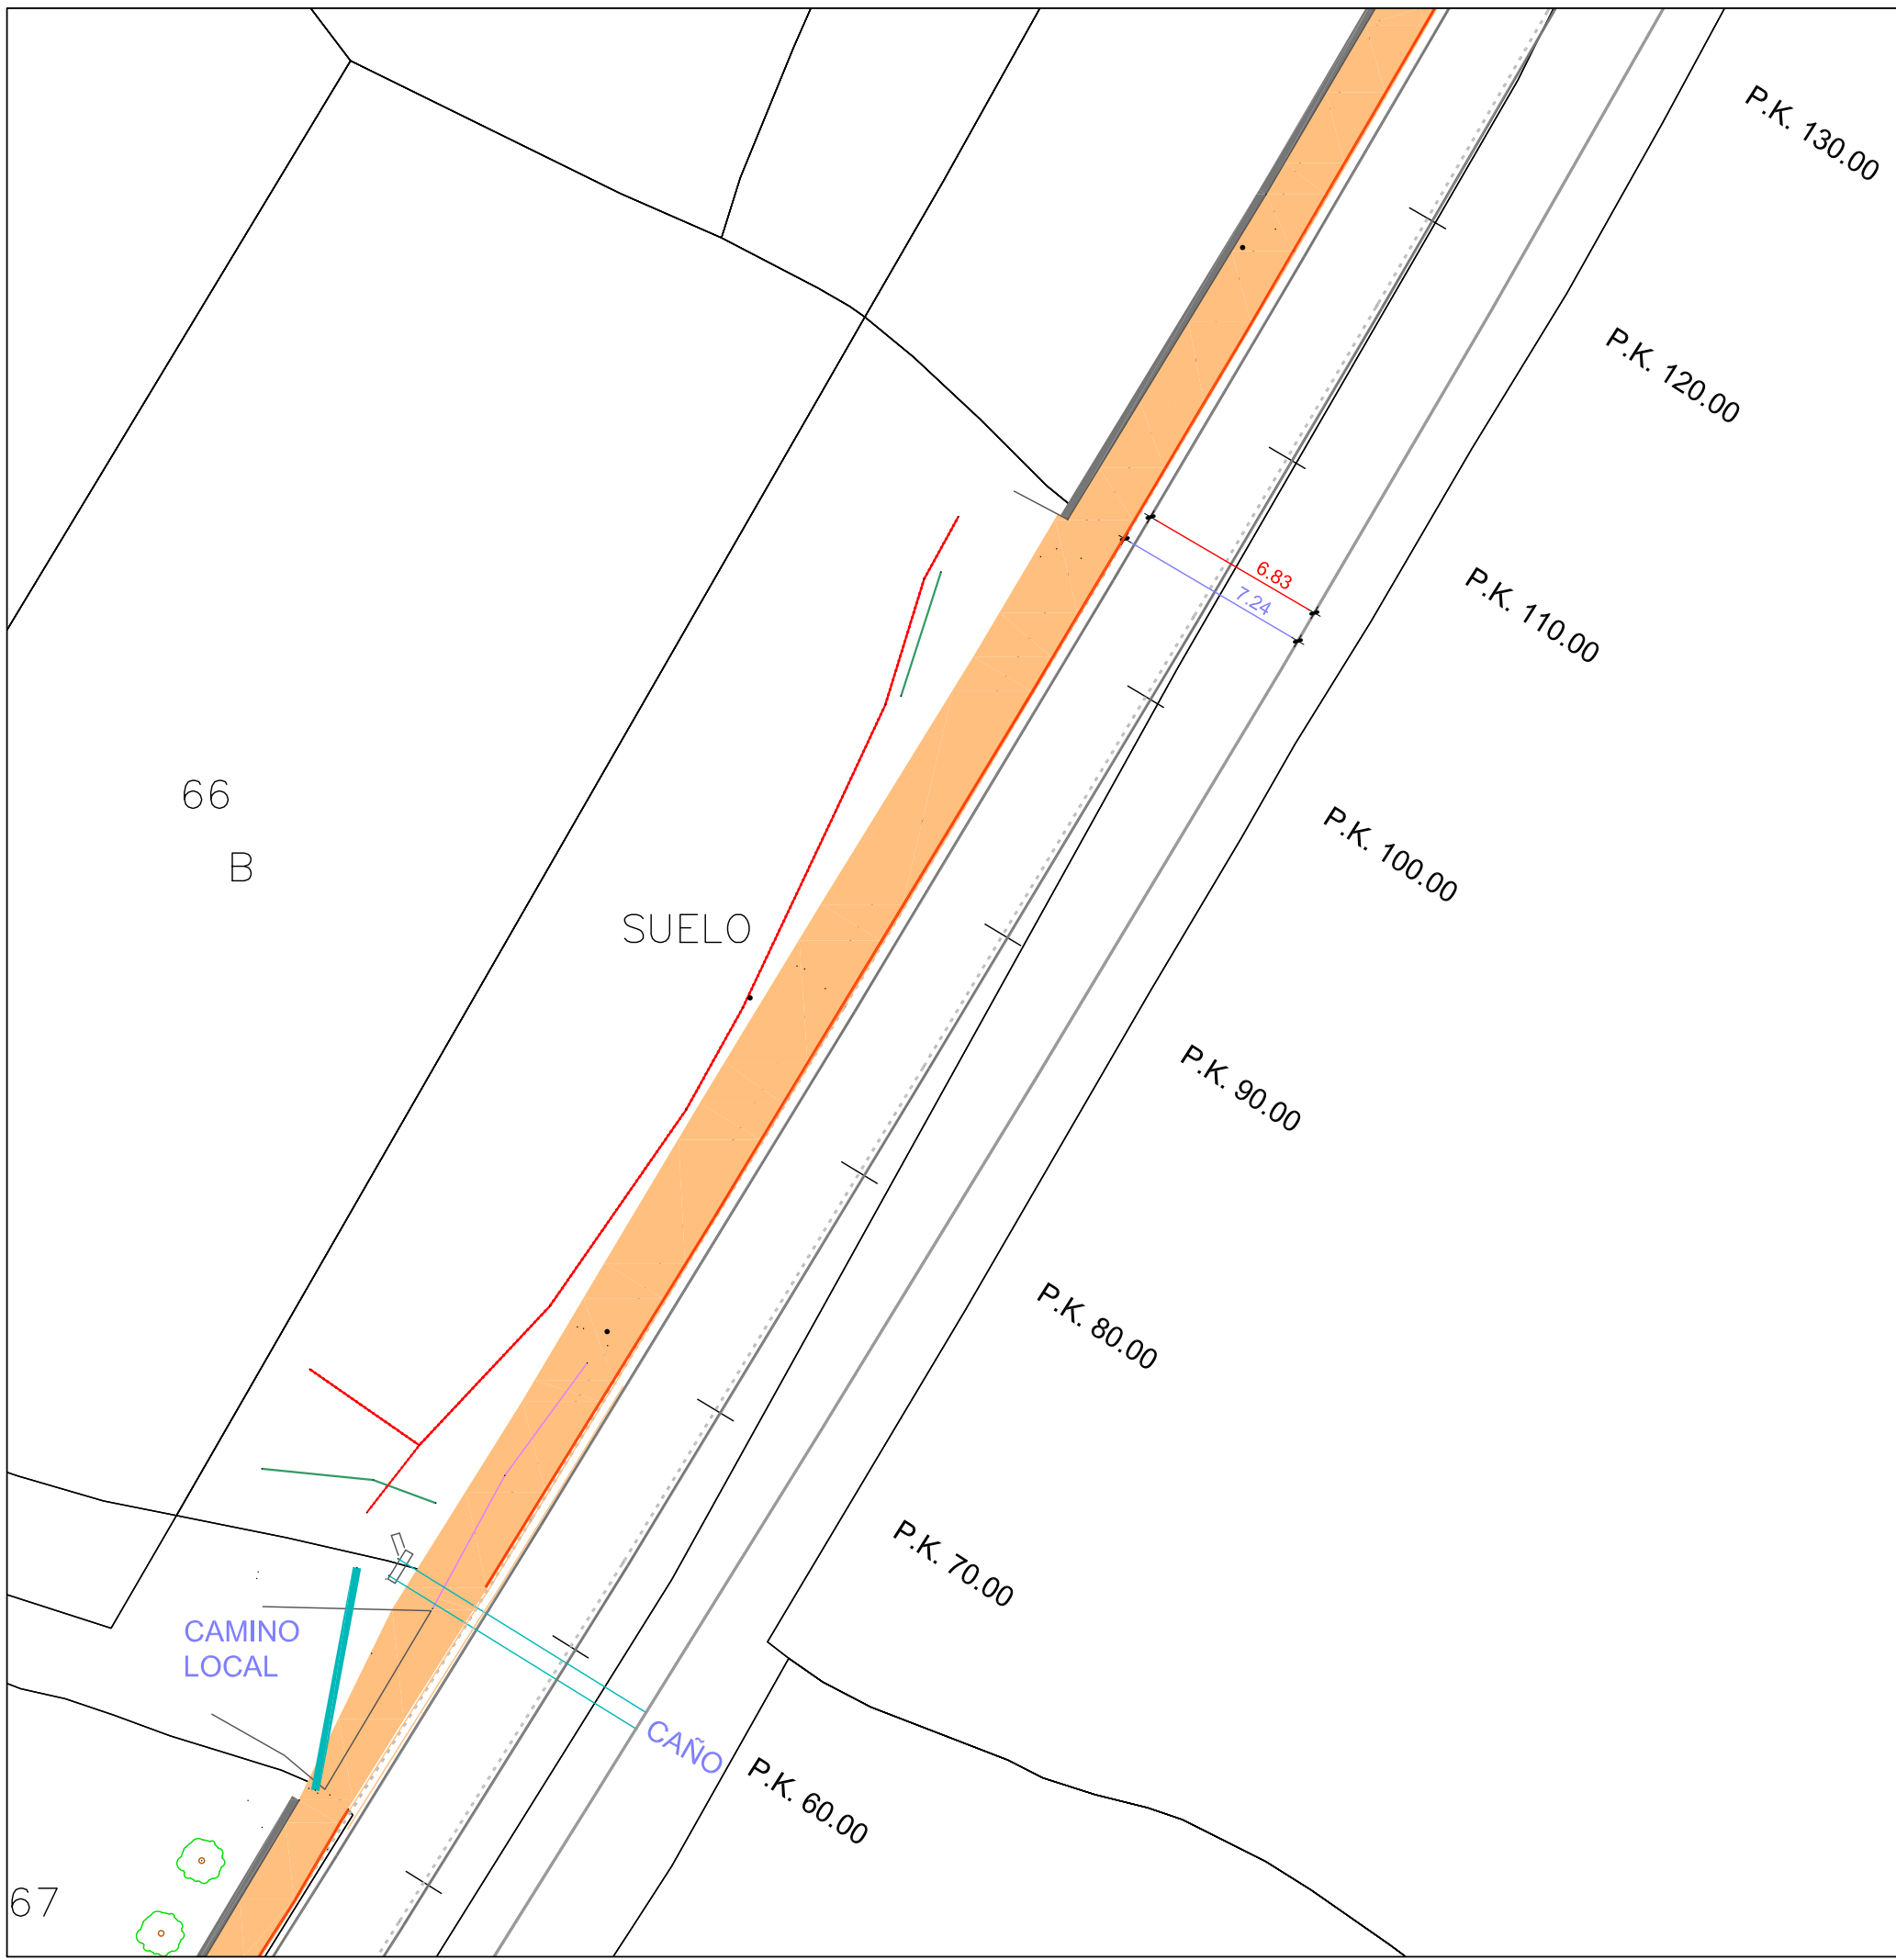 P.K. 130.00
P.K. 120.00
6.83
7.24
P.K. 110.00
66
P.K. 100.00
B
SUELO
P.K. 90.00
P.K. 80.00
P.K. 70.00
CAMINO
LOCAL
CAÑO
P.K. 60.00
67